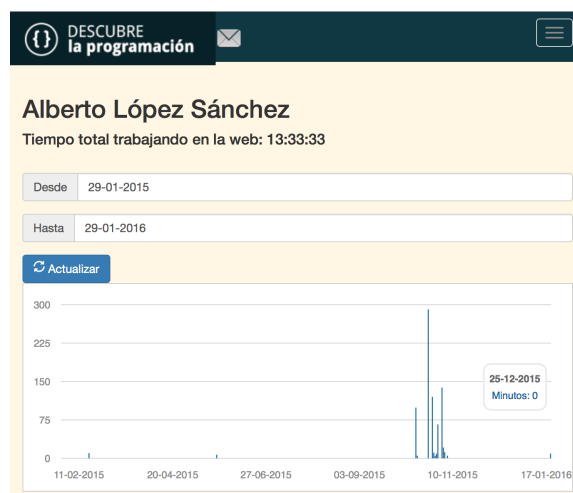 { } DESCUBRE
la programación
Alberto López Sánchez
Tiempo total trabajando en la web: 13:33:33
Desde 29-01-2015
Hasta 29-01-2016
Actualizar
300
225
150
75
0
25-12-2015
Minutos: 0
11-02-2015 20-04-2015 27-06-2015 03-09-2015 10-11-2015 17-01-2016